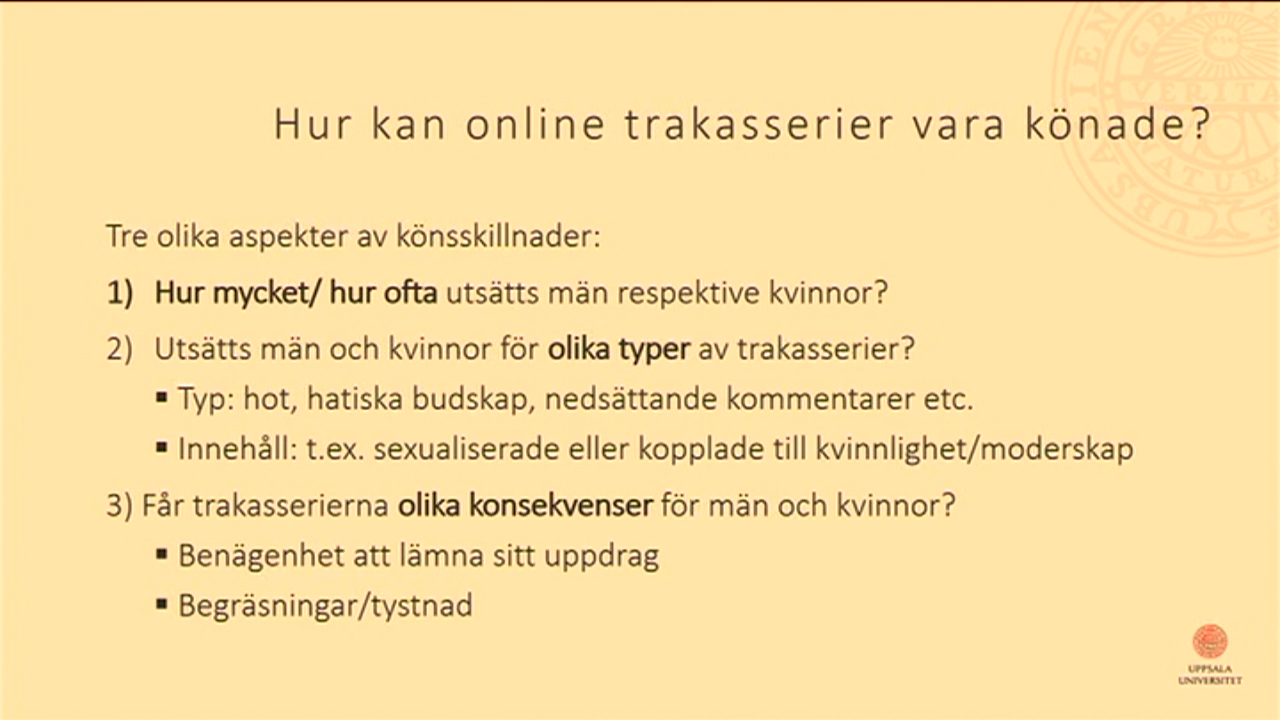 Hur kan online trakasserier vara könade?
Tre olika aspekter av könsskillnader:
1) Hur mycket/ hur ofta utsätts män respektive kvinnor?
2) Utsätts män och kvinnor för olika typer av trakasserier?
▪ Typ: hot, hatiska budskap, nedsättande kommentarer etc.
▪ Innehåll: t.ex. sexualiserade eller kopplade till kvinnlighet/moderskap
3) Får trakasserierna olika konsekvenser för män och kvinnor?
▪ Benägenhet att lämna sitt uppdrag
▪ Begräsningar/tystnad
UPPSALA
UNIVERSITET